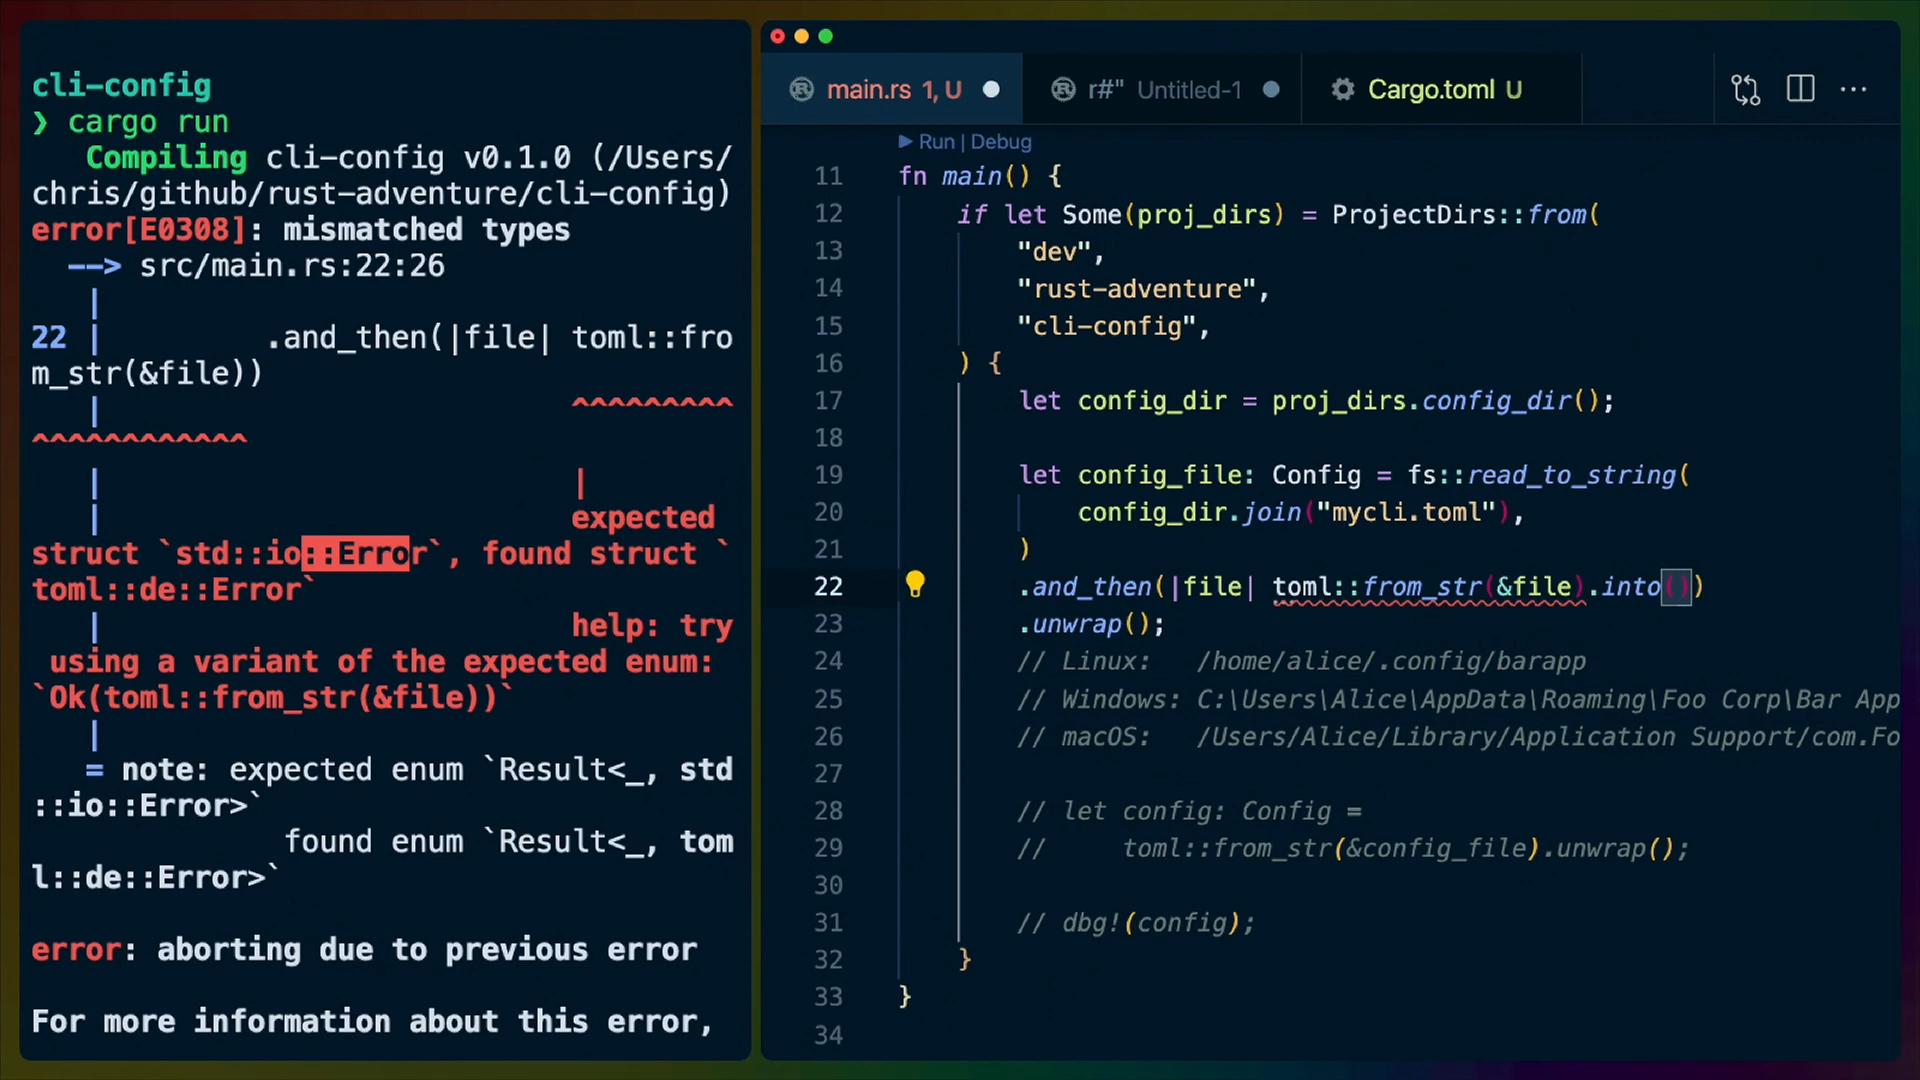 cli-config
❯ cargo run
Compiling cli-config v0.1.0 (/Users/
chris/github/rust-adventure/cli-config)
error[E0308]: mismatched types
--> src/main.rs:22:26
|
22 |         .and_then(|file| toml::fro
m_str(&file))
| ^^^^^^^^^
^^^^^^^^^^^^
| |
| expected
struct `std::io::Error`, found struct `
toml::de::Error`
| help: try
using a variant of the expected enum:
`Ok(toml::from_str(&file))`
|
= note: expected enum `Result<_, std
::io::Error>`
found enum `Result<_, tom
l::de::Error>`
error: aborting due to previous error
For more information about this error,
main.rs 1, U
r#" Untitled-1
Cargo.toml U
Run | Debug
11 fn main() {
12     if let Some(proj_dirs) = ProjectDirs::from(
13         "dev",
14         "rust-adventure",
15         "cli-config",
16     ) {
17         let config_dir = proj_dirs.config_dir();
18
19         let config_file: Config = fs::read_to_string(
20             config_dir.join("mycli.toml"),
21         )
22         .and_then(|file| toml::from_str(&file).into())
23         .unwrap();
24         // Linux:   /home/alice/.config/barapp
25         // Windows: C:\Users\Alice\AppData\Roaming\Foo Corp\Bar App
26         // macOS:   /Users/Alice/Library/Application Support/com.Fo
27
28         // let config: Config =
29         //     toml::from_str(&config_file).unwrap();
30
31         // dbg!(config);
32     }
33 }
34